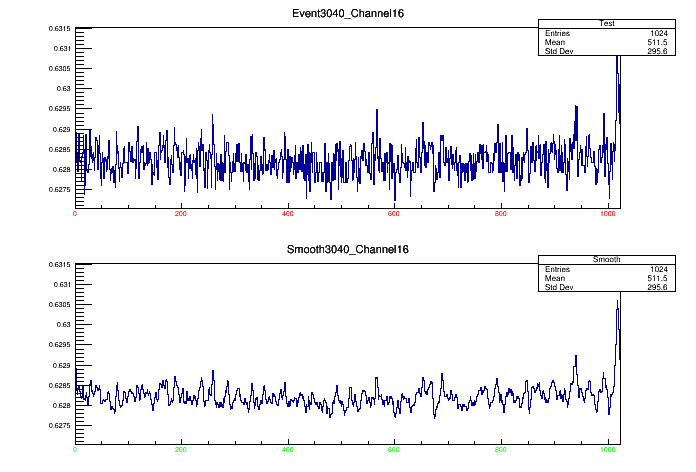 Event3040_Channel16
Test
Entries 1024
Mean 511.5
Std Dev 295.6
0.6315
0.631
0.6305
0.63
0.6295
0.629
0.6285
0.628
0.6275
0 200 400 600 800 1000
Smooth3040_Channel16
Smooth
Entries 1024
Mean 511.5
Std Dev 295.6
0.6315
0.631
0.6305
0.63
0.6295
0.629
0.6285
0.628
0.6275
0 200 400 600 800 1000